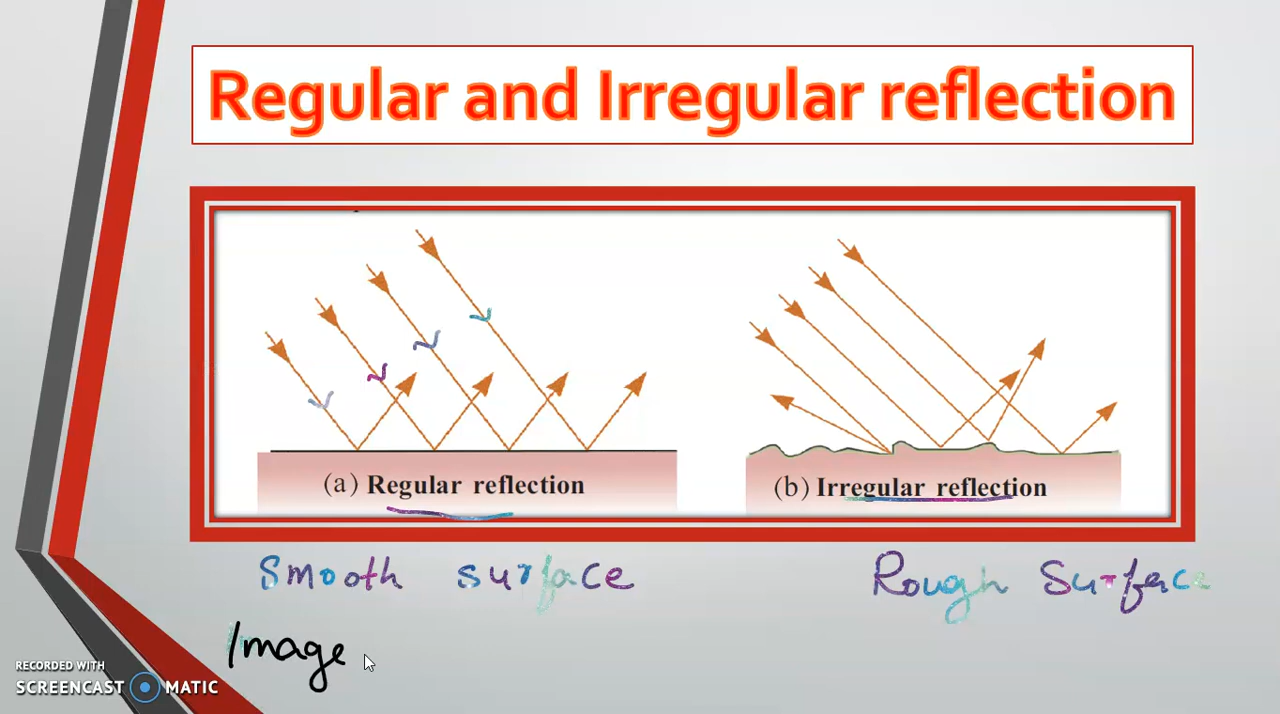 Regular and Irregular reflection
(a) Regular reflection
(b) Irregular reflection
Smooth surface
Rough Surface
Image
RECORDED WITH
SCREENCAST MATIC